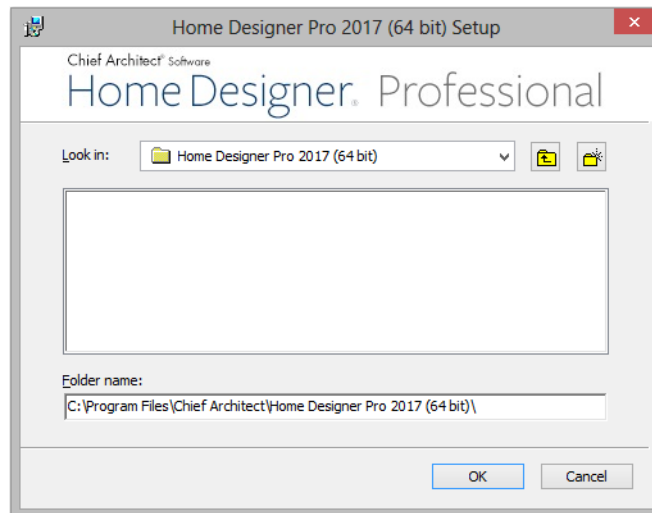 Home Designer Pro 2017 (64 bit) Setup
Chief Architect® Software
Home Designer® Professional
Look in:
Home Designer Pro 2017 (64 bit)
Folder name:
C:\Program Files\Chief Architect\Home Designer Pro 2017 (64 bit)\
OK
Cancel